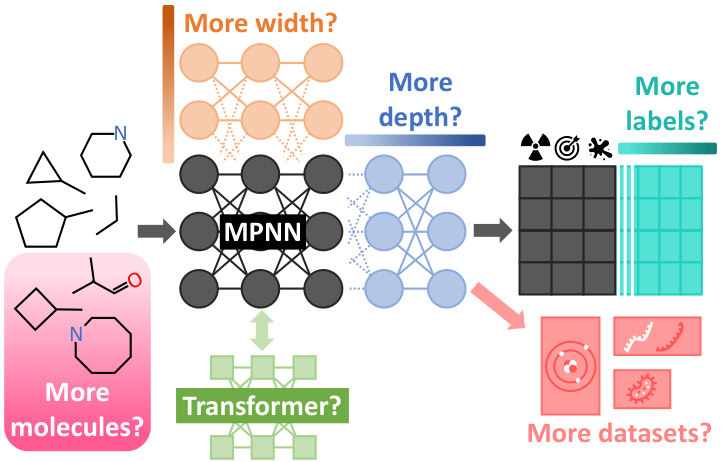 More width?
More
depth?
More
labels?
N
MPNN
O
N
More
molecules?
Transformer?
More datasets?